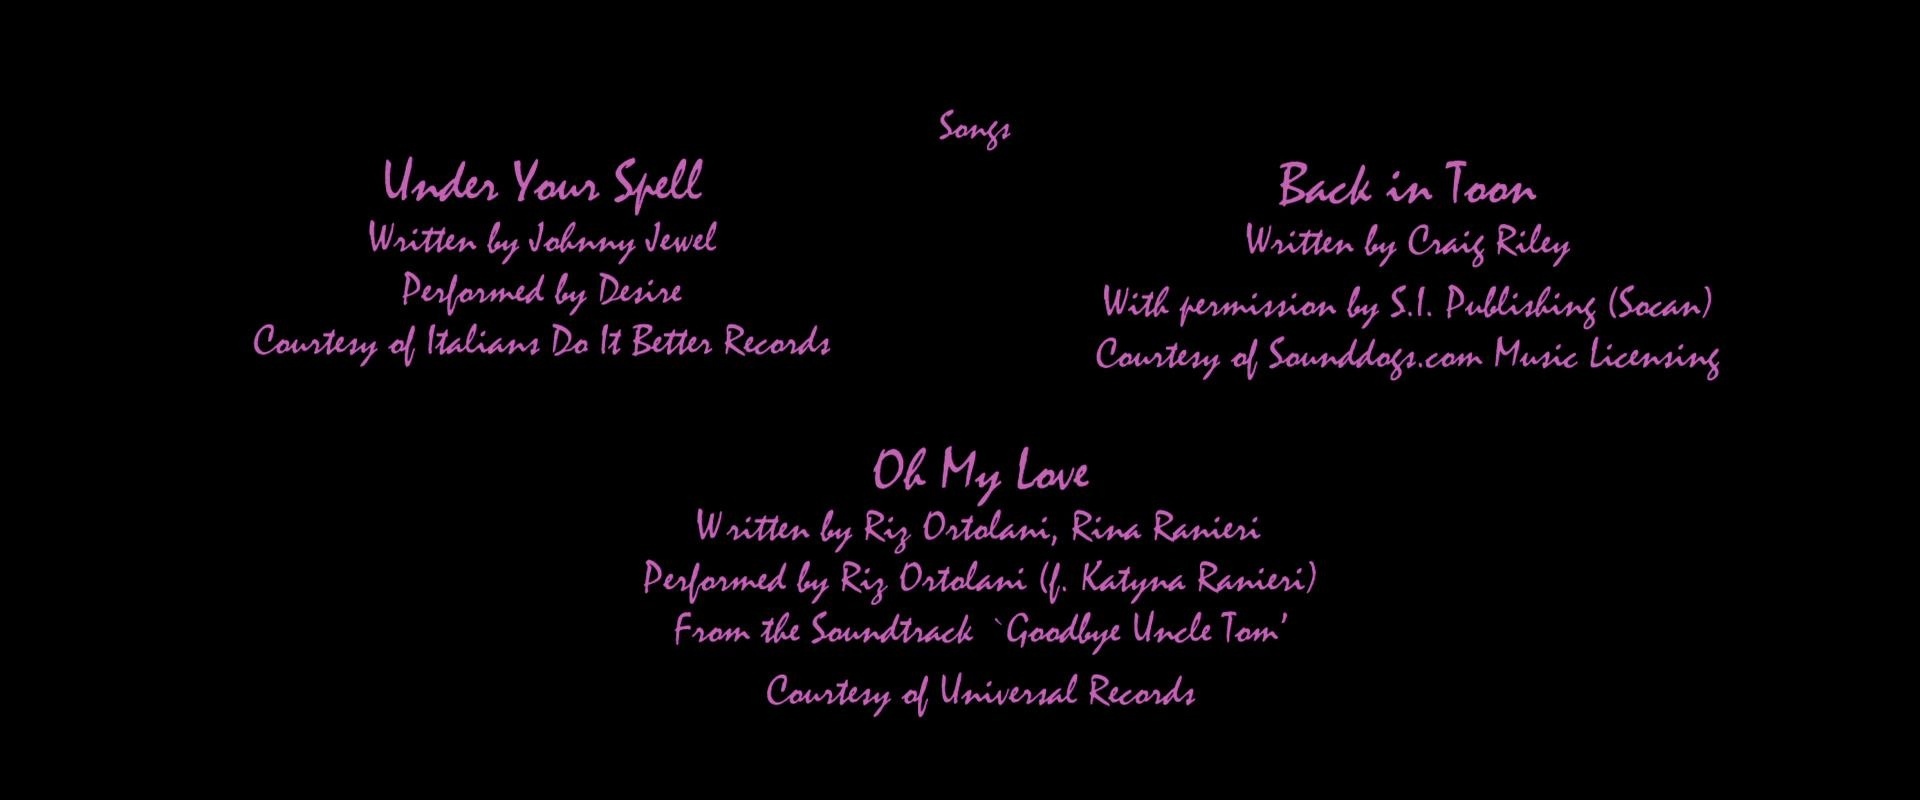 Songs
Under Your Spell
Written by Johnny Jewel
Performed by Desire
Courtesy of Italians Do It Better Records
Back in Toon
Written by Craig Riley
With permission by S.I. Publishing (Socan)
Courtesy of Sounddogs.com Music Licensing
Oh My Love
Written by Riz Ortolani, Rina Ranieri
Performed by Riz Ortolani (f. Katyna Ranieri)
From the Soundtrack `Goodbye Uncle Tom'
Courtesy of Universal Records